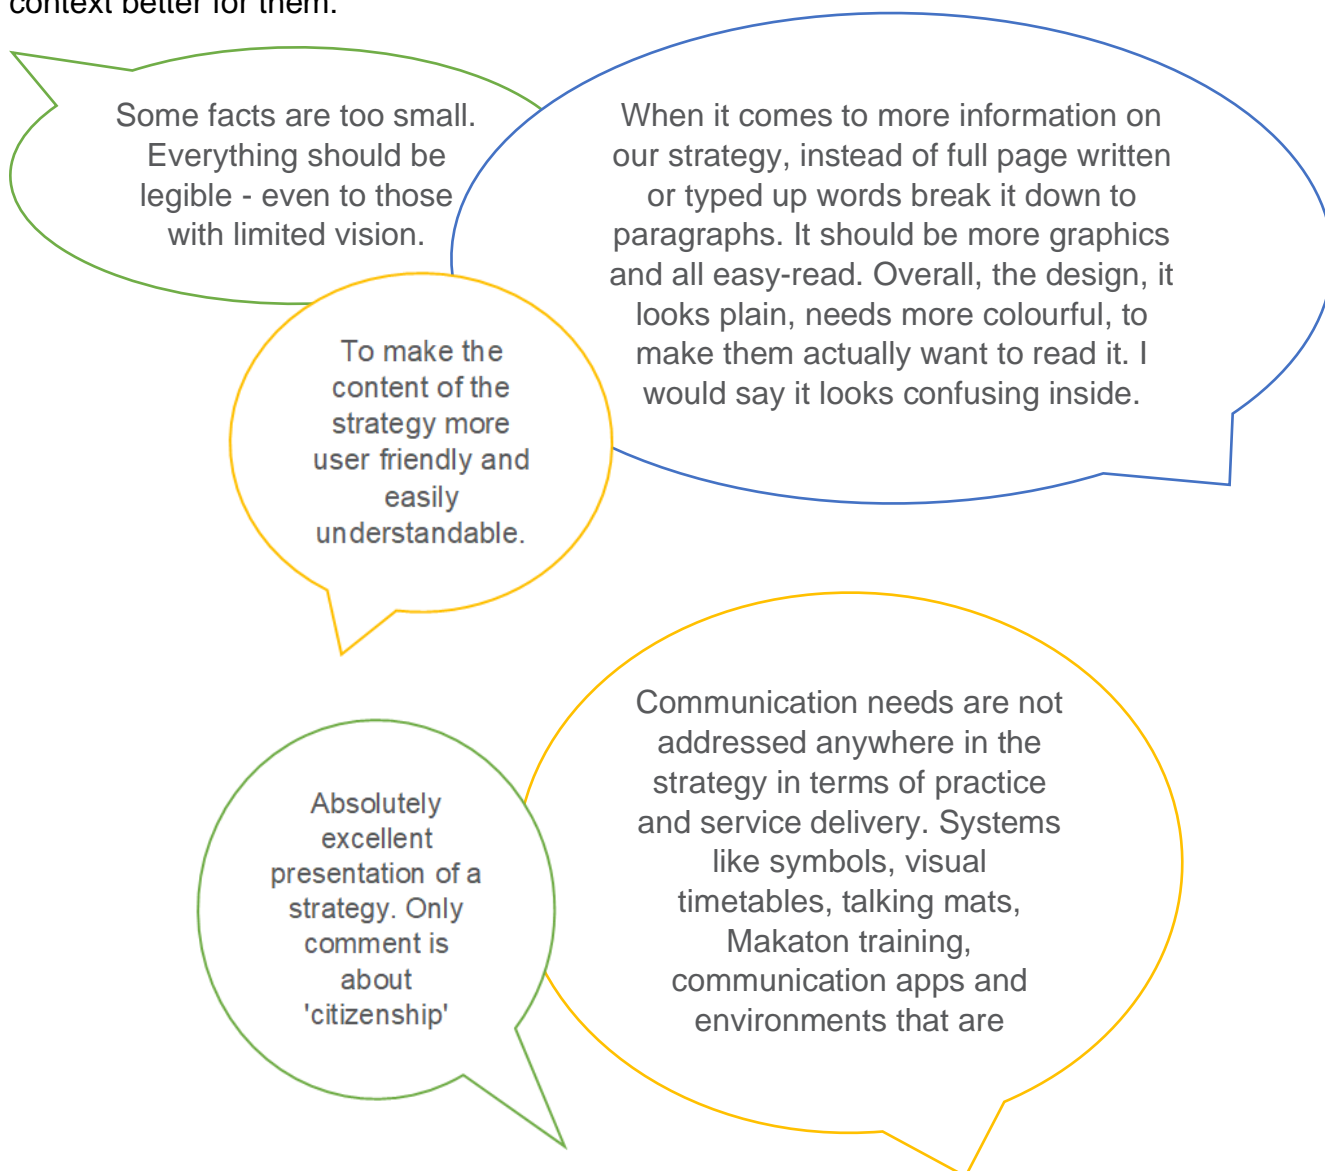 context better for them.
Some facts are too small.
Everything should be
legible - even to those
with limited vision.
When it comes to more information on
our strategy, instead of full page written
or typed up words break it down to
paragraphs. It should be more graphics
and all easy-read. Overall, the design, it
looks plain, needs more colourful, to
make them actually want to read it. I
would say it looks confusing inside.
To make the
content of the
strategy more
user friendly and
easily
understandable.
Communication needs are not
addressed anywhere in the
strategy in terms of practice
and service delivery. Systems
like symbols, visual
timetables, talking mats,
Makaton training,
communication apps and
environments that are
Absolutely
excellent
presentation of a
strategy. Only
comment is
about
'citizenship'